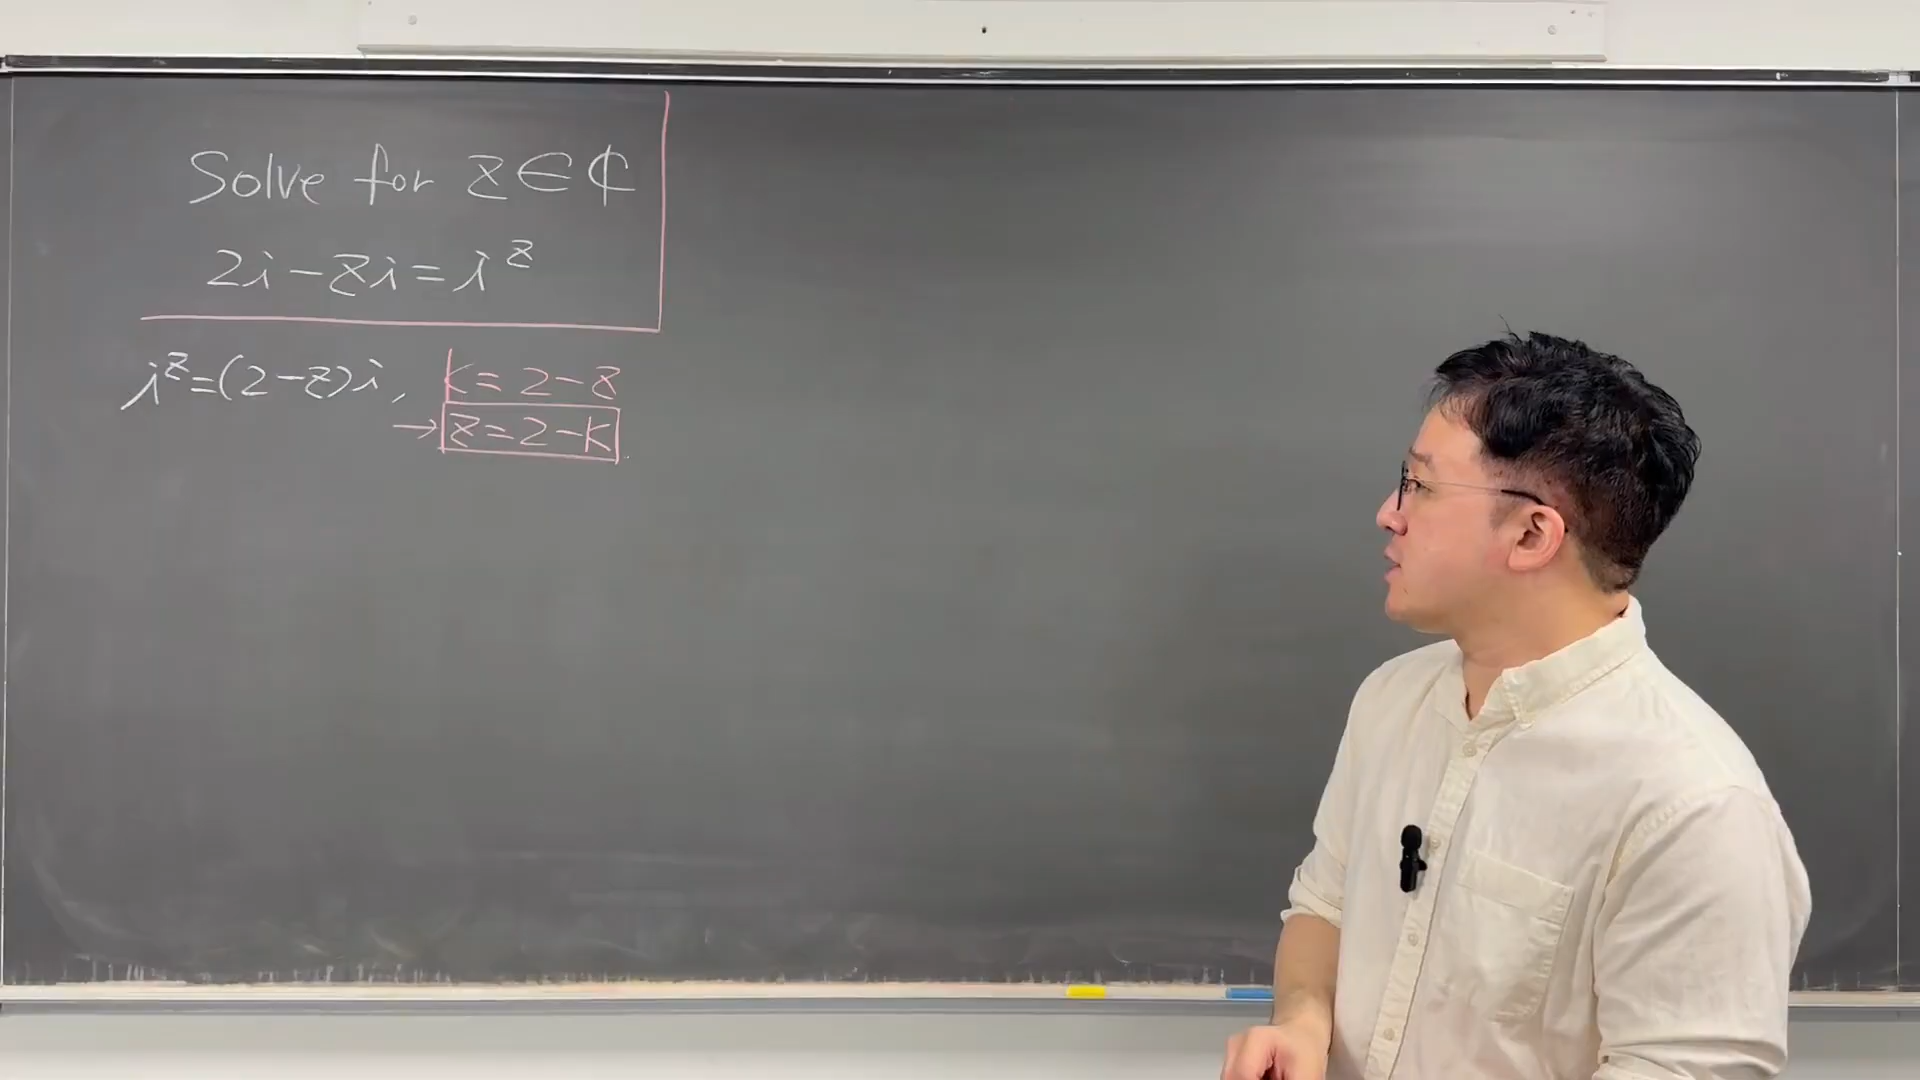 Solve for z∈ℂ
2i-zi=i^z
i^z=(2-z)i, k=2-z
→z=2-k